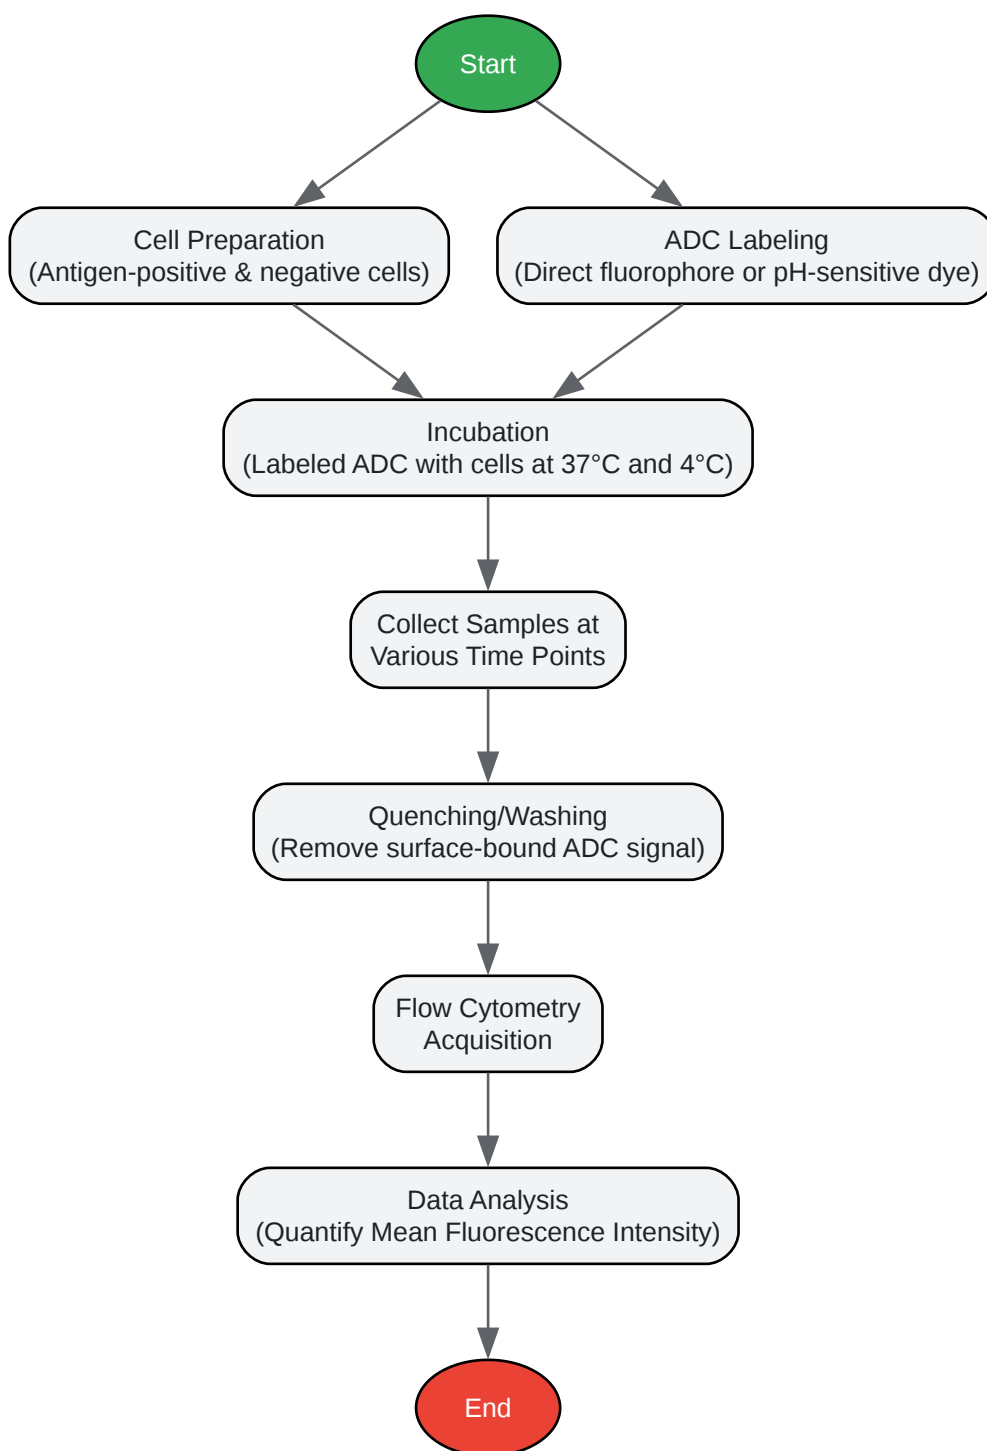 Start
Cell Preparation
(Antigen-positive & negative cells)
ADC Labeling
(Direct fluorophore or pH-sensitive dye)
Incubation
(Labeled ADC with cells at 37°C and 4°C)
Collect Samples at
Various Time Points
Quenching/Washing
(Remove surface-bound ADC signal)
Flow Cytometry
Acquisition
Data Analysis
(Quantify Mean Fluorescence Intensity)
End